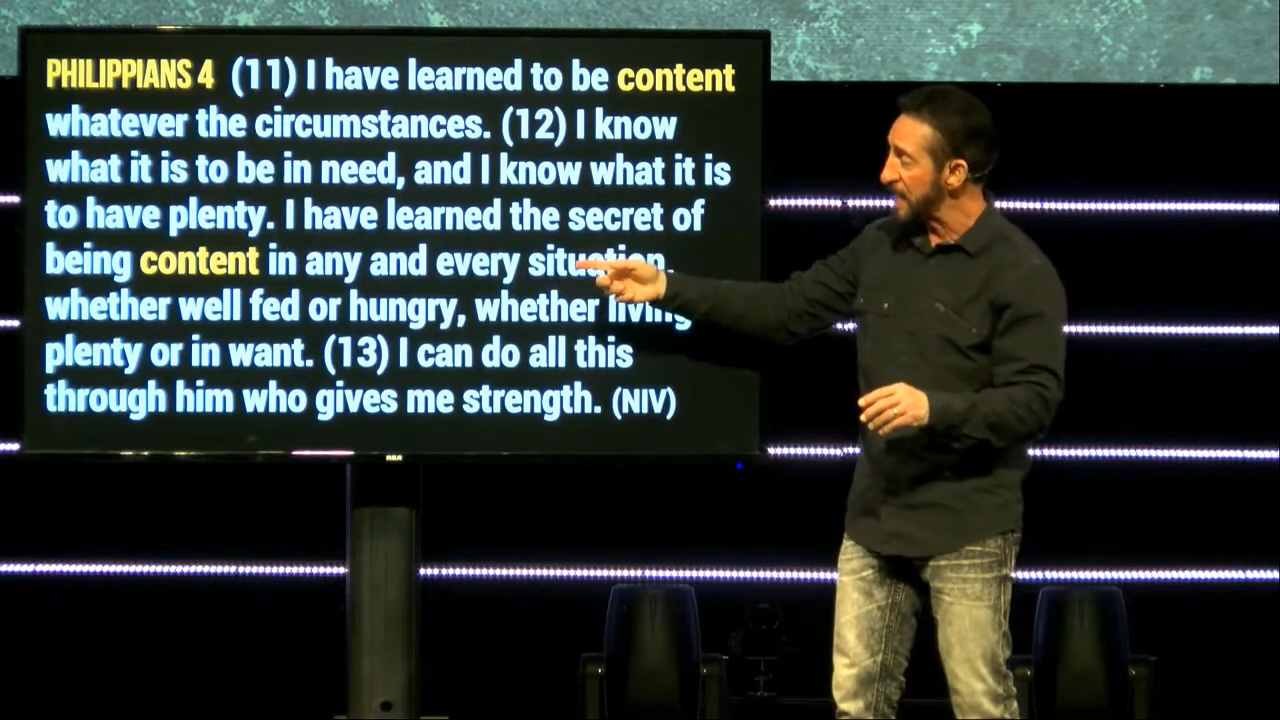 PHILIPPIANS 4 (11) I have learned to be content
whatever the circumstances. (12) I know
what it is to be in need, and I know what it is
to have plenty. I have learned the secret of
being content in any and every situation,
whether well fed or hungry, whether living
plenty or in want. (13) I can do all this
through him who gives me strength. (NIV)
RCA